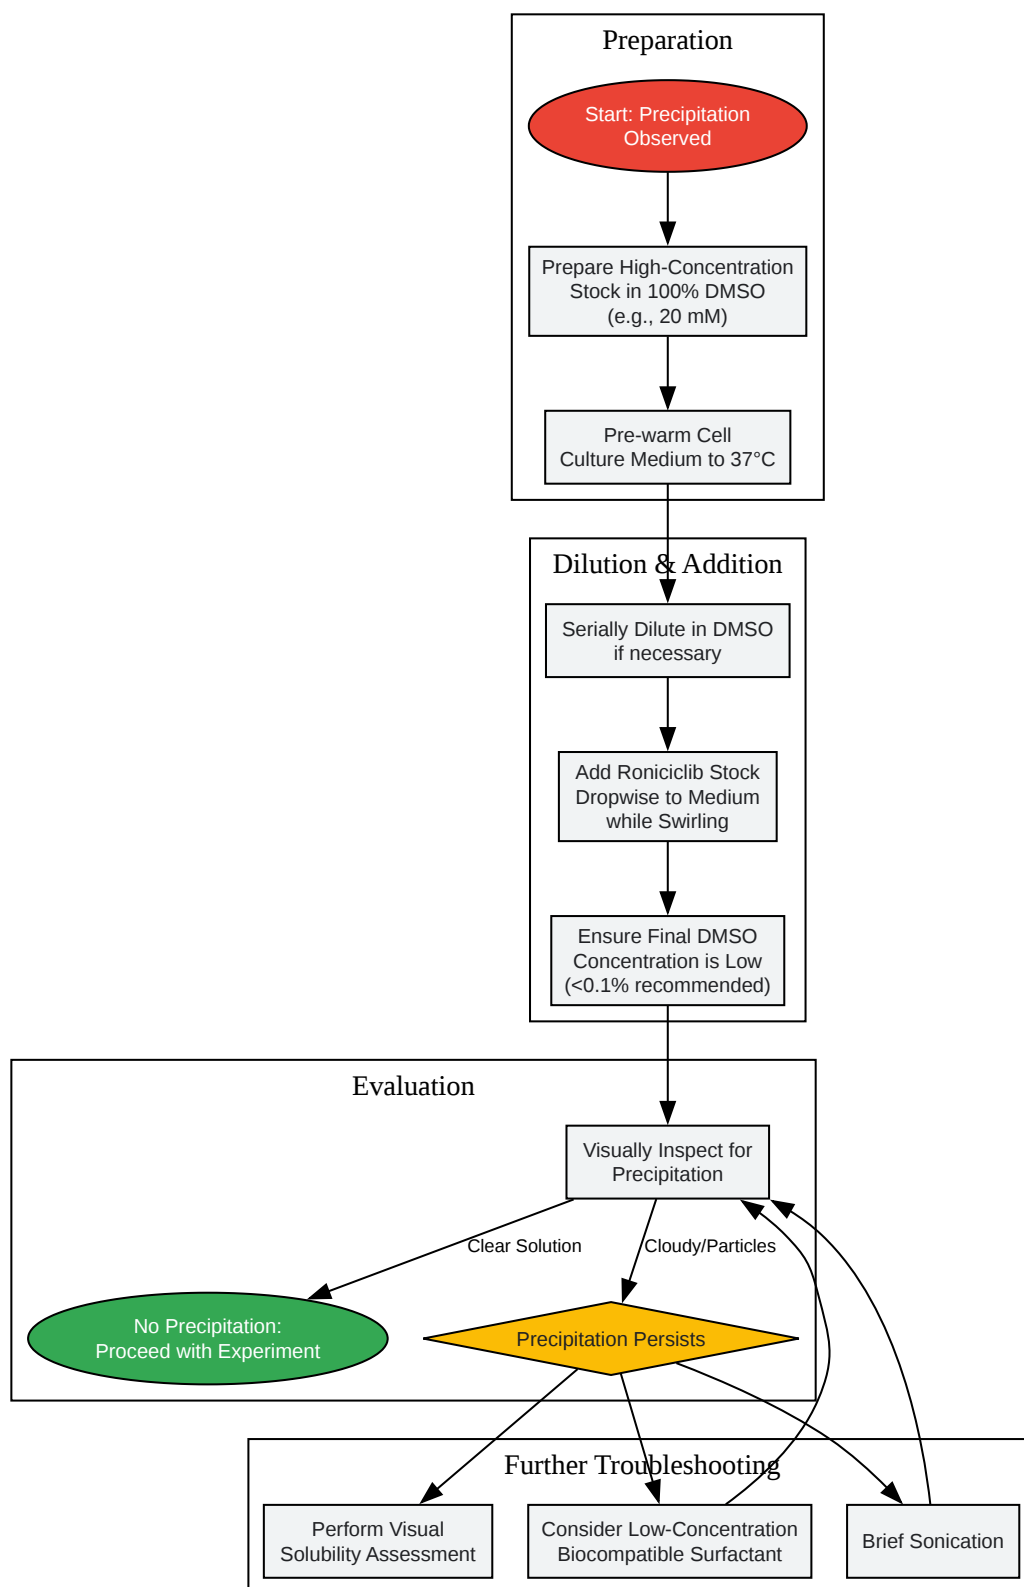 Preparation
Start: Precipitation
Observed
Prepare High-Concentration
Stock in 100% DMSO
(e.g., 20 mM)
Pre-warm Cell
Culture Medium to 37°C
Dilution & Addition
Serially Dilute in DMSO
if necessary
Add Roniciclib Stock
Dropwise to Medium
while Swirling
Ensure Final DMSO
Concentration is Low
(<0.1% recommended)
Evaluation
Visually Inspect for
Precipitation
Clear Solution
Cloudy/Particles
No Precipitation:
Proceed with Experiment
Precipitation Persists
Further Troubleshooting
Perform Visual
Solubility Assessment
Consider Low-Concentration
Biocompatible Surfactant
Brief Sonication